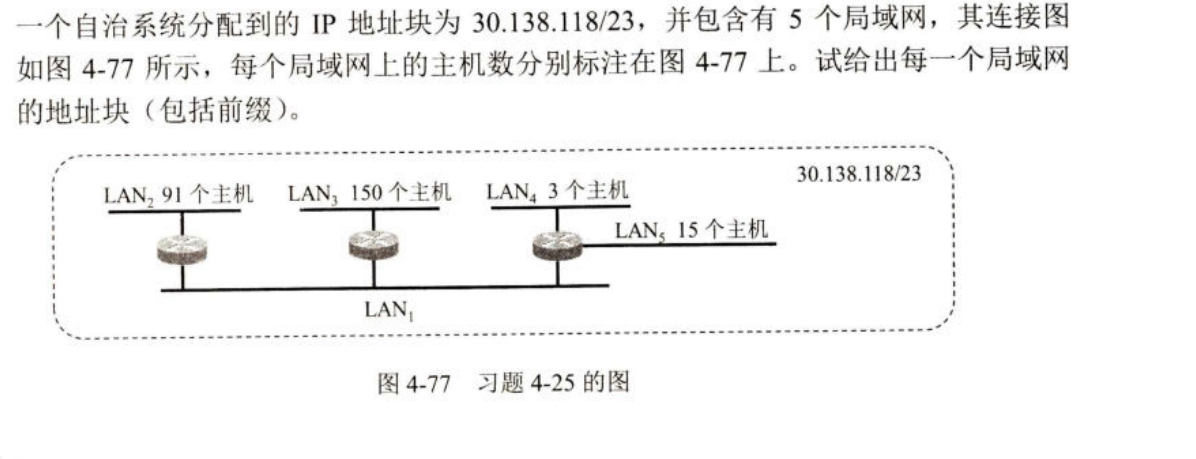 一个自治系统分配到的 IP 地址块为 30.138.118/23，并包含有 5 个局域网，其连接图
如图 4-77 所示，每个局域网上的主机数分别标注在图 4-77 上。试给出每一个局域网
的地址块（包括前缀）。
30.138.118/23
LAN₂ 91 个主机 LAN₃ 150 个主机 LAN₄ 3 个主机
LAN₅ 15 个主机
LAN₁
图 4-77 习题 4-25 的图